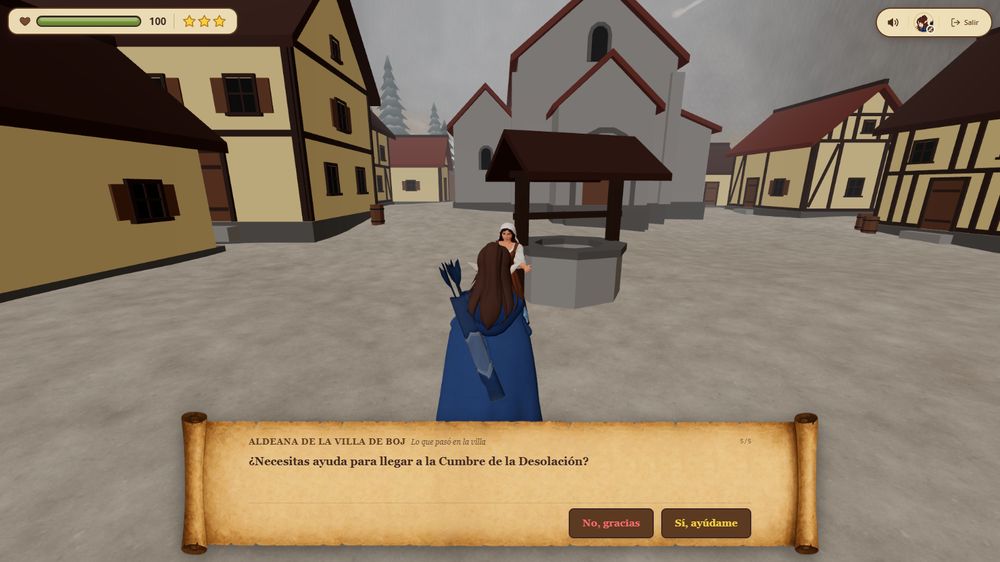 100
Salir
ALDEANA DE LA VILLA DE BOJ Lo que pasó en la villa
5/5
¿Necesitas ayuda para llegar a la Cumbre de la Desolación?
No, gracias
Sí, ayúdame